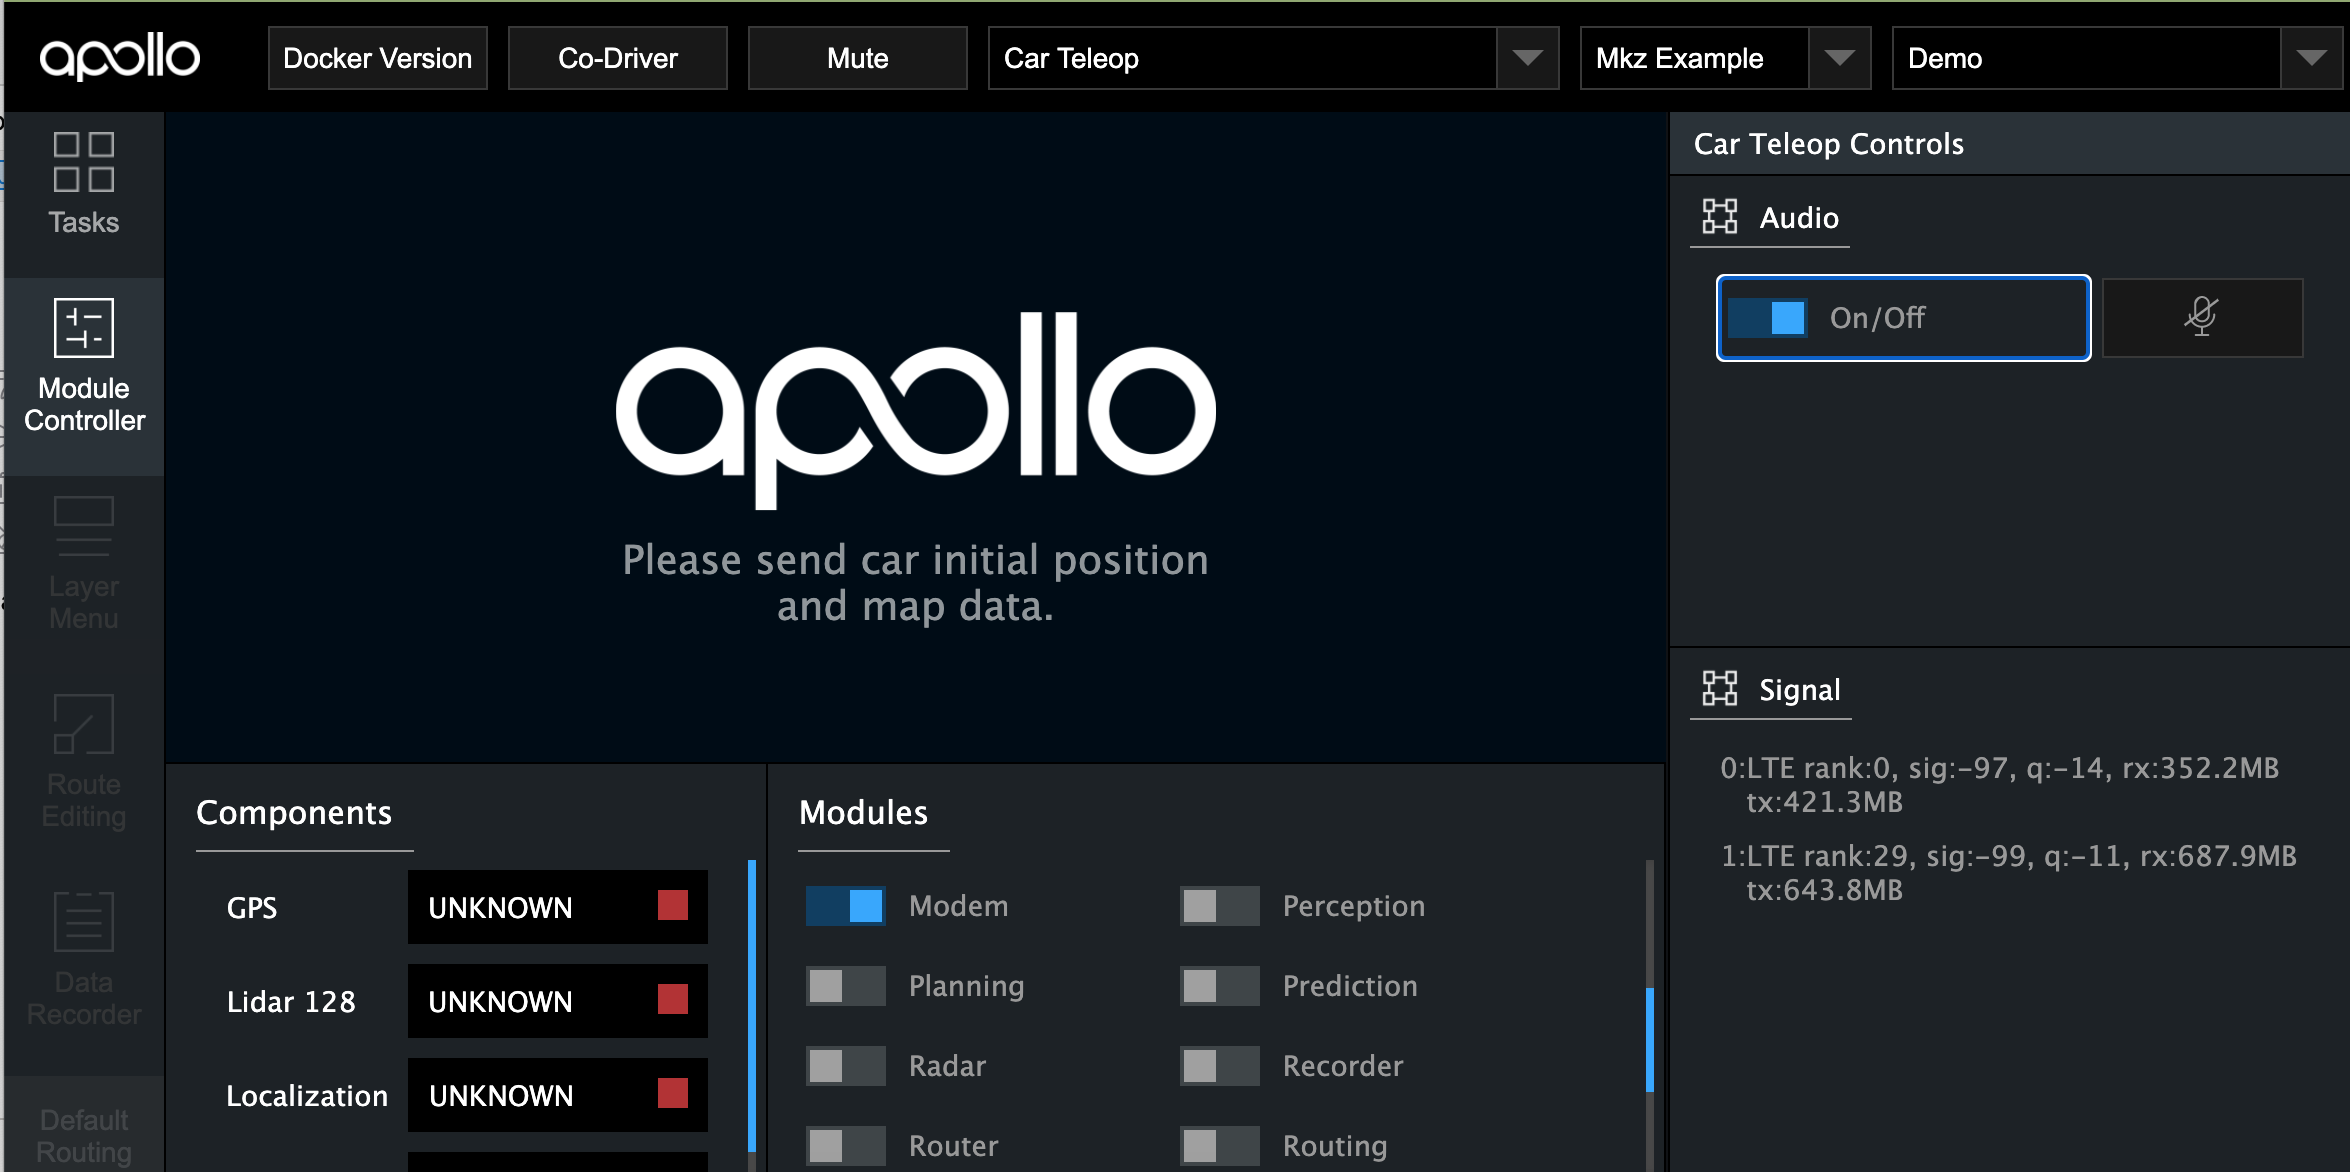 apollo
Docker Version
Co-Driver
Mute
Car Teleop
Mkz Example
Demo
Tasks
Module
Controller
Layer
Menu
Route
Editing
Data
Recorder
Default
Routing
apollo
Please send car initial position
and map data.
Components
GPS UNKNOWN
Lidar 128 UNKNOWN
Localization UNKNOWN
Modules
Modem Perception
Planning Prediction
Radar Recorder
Router Routing
Car Teleop Controls
Audio
On/Off
Signal
0:LTE rank:0, sig:-97, q:-14, rx:352.2MB
tx:421.3MB
1:LTE rank:29, sig:-99, q:-11, rx:687.9MB
tx:643.8MB